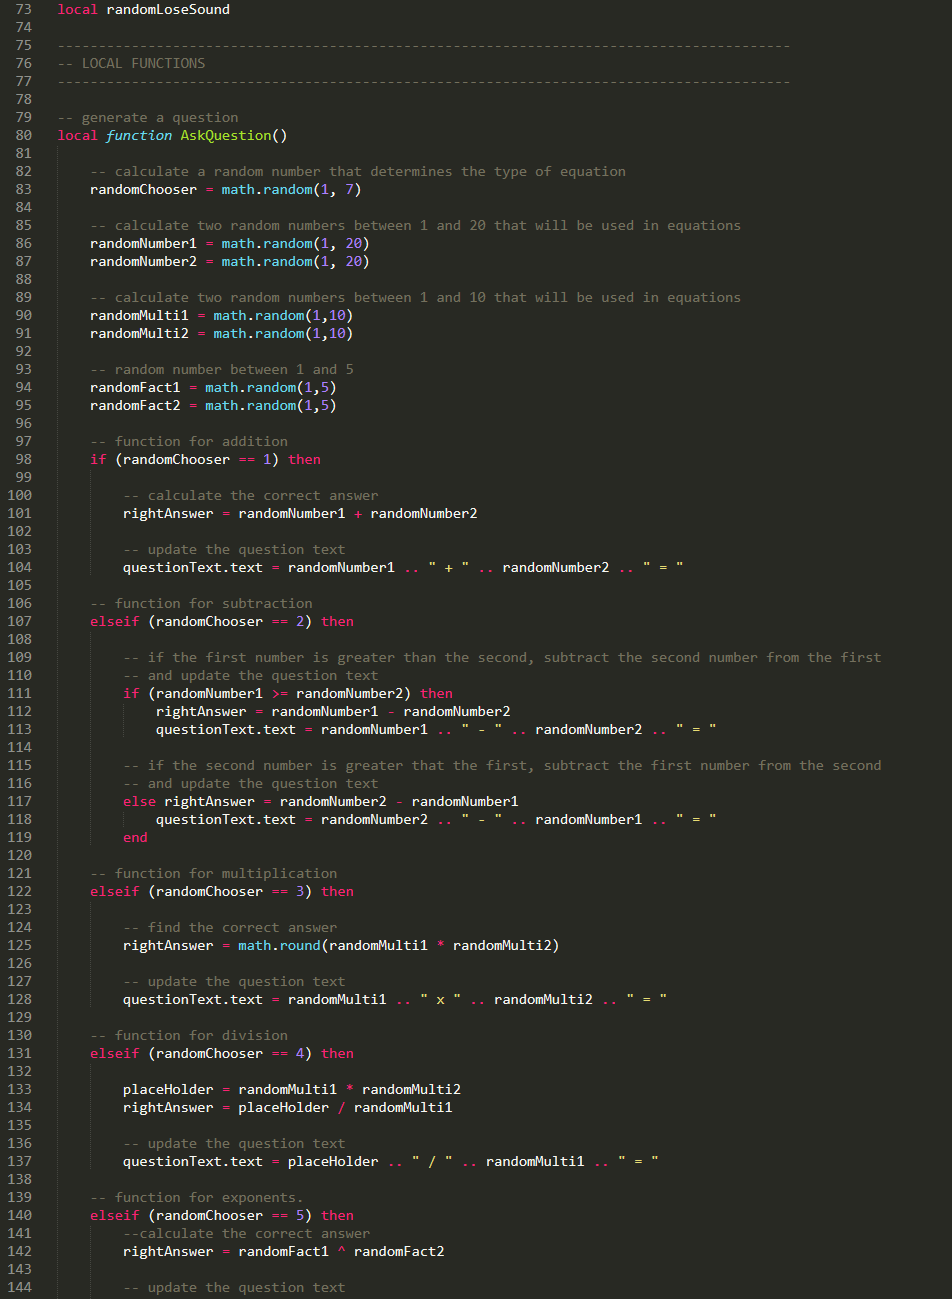 73 local randomLoseSound
74
75 -----------------------------------------------------------------------------------------
76 -- LOCAL FUNCTIONS
77 -----------------------------------------------------------------------------------------
78
79 -- generate a question
80 local function AskQuestion()
81
82     -- calculate a random number that determines the type of equation
83     randomChooser = math.random(1, 7)
84
85     -- calculate two random numbers between 1 and 20 that will be used in equations
86     randomNumber1 = math.random(1, 20)
87     randomNumber2 = math.random(1, 20)
88
89     -- calculate two random numbers between 1 and 10 that will be used in equations
90     randomMulti1 = math.random(1,10)
91     randomMulti2 = math.random(1,10)
92
93     -- random number between 1 and 5
94     randomFact1 = math.random(1,5)
95     randomFact2 = math.random(1,5)
96
97     -- function for addition
98     if (randomChooser == 1) then
99
100         -- calculate the correct answer
101         rightAnswer = randomNumber1 + randomNumber2
102
103         -- update the question text
104         questionText.text = randomNumber1 .. " + " .. randomNumber2 .. " = "
105
106     -- function for subtraction
107     elseif (randomChooser == 2) then
108
109         -- if the first number is greater than the second, subtract the second number from the first
110         -- and update the question text
111         if (randomNumber1 >= randomNumber2) then
112             rightAnswer = randomNumber1 - randomNumber2
113             questionText.text = randomNumber1 .. " - " .. randomNumber2 .. " = "
114
115         -- if the second number is greater that the first, subtract the first number from the second
116         -- and update the question text
117         else rightAnswer = randomNumber2 - randomNumber1
118             questionText.text = randomNumber2 .. " - " .. randomNumber1 .. " = "
119         end
120
121     -- function for multiplication
122     elseif (randomChooser == 3) then
123
124         -- find the correct answer
125         rightAnswer = math.round(randomMulti1 * randomMulti2)
126
127         -- update the question text
128         questionText.text = randomMulti1 .. " x " .. randomMulti2 .. " = "
129
130     -- function for division
131     elseif (randomChooser == 4) then
132
133         placeHolder = randomMulti1 * randomMulti2
134         rightAnswer = placeHolder / randomMulti1
135
136         -- update the question text
137         questionText.text = placeHolder .. " / " .. randomMulti1 .. " = "
138
139     -- function for exponents.
140     elseif (randomChooser == 5) then
141         --calculate the correct answer
142         rightAnswer = randomFact1 ^ randomFact2
143
144         -- update the question text